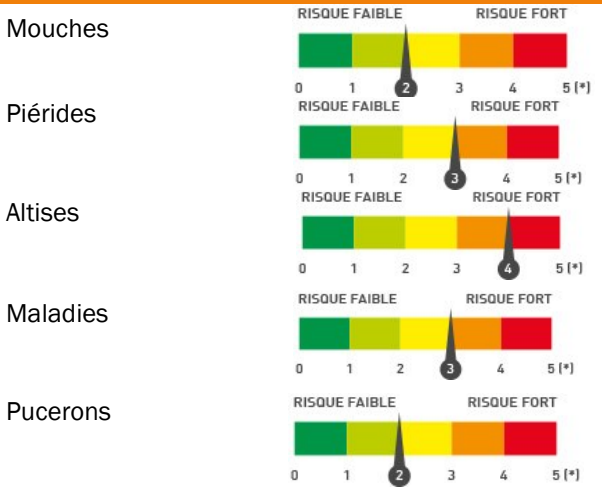 Mouches
RISQUE FAIBLE RISQUE FORT
0 1 2 3 4 5 (*)
Piérides
RISQUE FAIBLE RISQUE FORT
0 1 2 3 4 5 (*)
Altises
RISQUE FAIBLE RISQUE FORT
0 1 2 3 4 5 (*)
Maladies
RISQUE FAIBLE RISQUE FORT
0 1 2 3 4 5 (*)
Pucerons
RISQUE FAIBLE RISQUE FORT
0 1 2 3 4 5 (*)